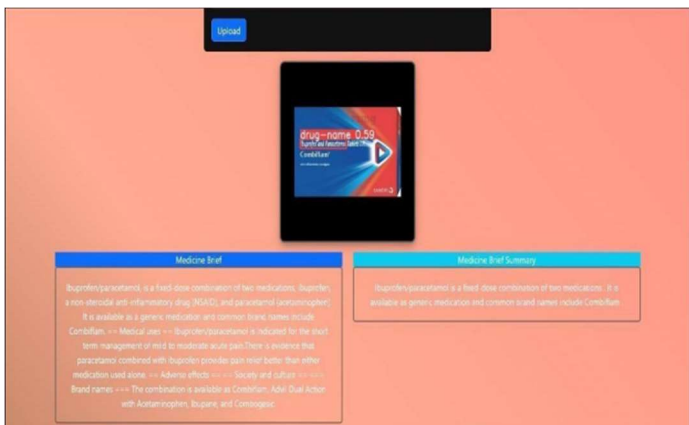 Upload
drug-name 0.59
Ibuprofen and Paracetamol Tablets
Combiflam
Medicine Brief
Ibuprofen/paracetamol is a fixed dose combination of two medications, ibuprofen,
a non-steroidal anti-inflammatory drug (NSAID), and paracetamol (acetaminophen).
It is available as a generic medication and common brand names include
Combiflam. == Medical uses == Ibuprofen/paracetamol is indicated for the short
term management of mild to moderate acute pain.There is evidence that
paracetamol combined with ibuprofen provides pain relief better than either
medication used alone. == Adverse effects == == Society and culture == ===
Brand names === The combination is available as Combiflam, Advil Dual Action
with Acetaminophen, Ibupane, and Combogesic.
Medicine Brief Summary
Ibuprofen/paracetamol is a fixed dose combination of two medications . It is
available as generic medication and common brand names include Combiflam